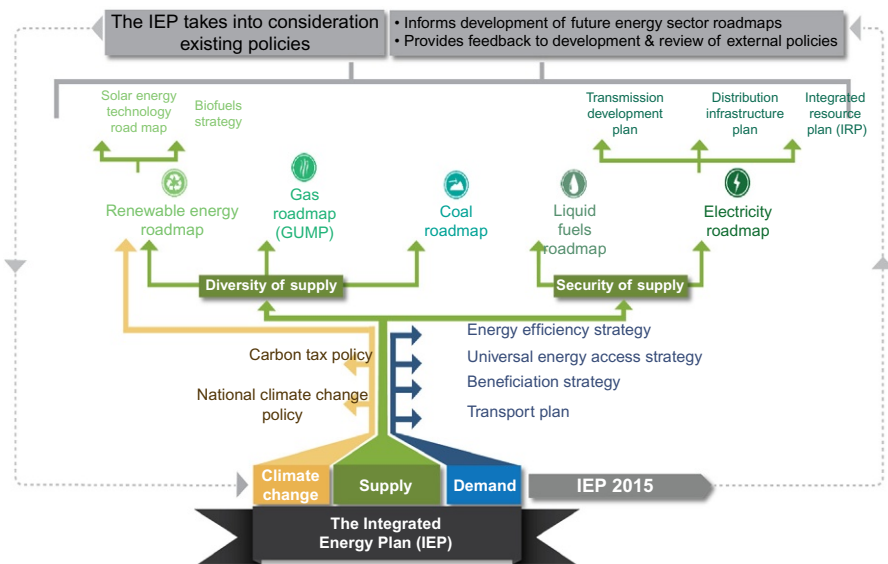 The IEP takes into consideration
existing policies
• Informs development of future energy sector roadmaps
• Provides feedback to development & review of external policies
Solar energy
technology
road map
Biofuels
strategy
Transmission
development
plan
Distribution
infrastructure
plan
Integrated
resource
plan (IRP)
Renewable energy
roadmap
Gas
roadmap
(GUMP)
Coal
roadmap
Liquid
fuels
roadmap
Electricity
roadmap
Diversity of supply
Security of supply
Carbon tax policy
National climate change
policy
Energy efficiency strategy
Universal energy access strategy
Beneficiation strategy
Transport plan
Climate
change
Supply
Demand
IEP 2015
The Integrated
Energy Plan (IEP)